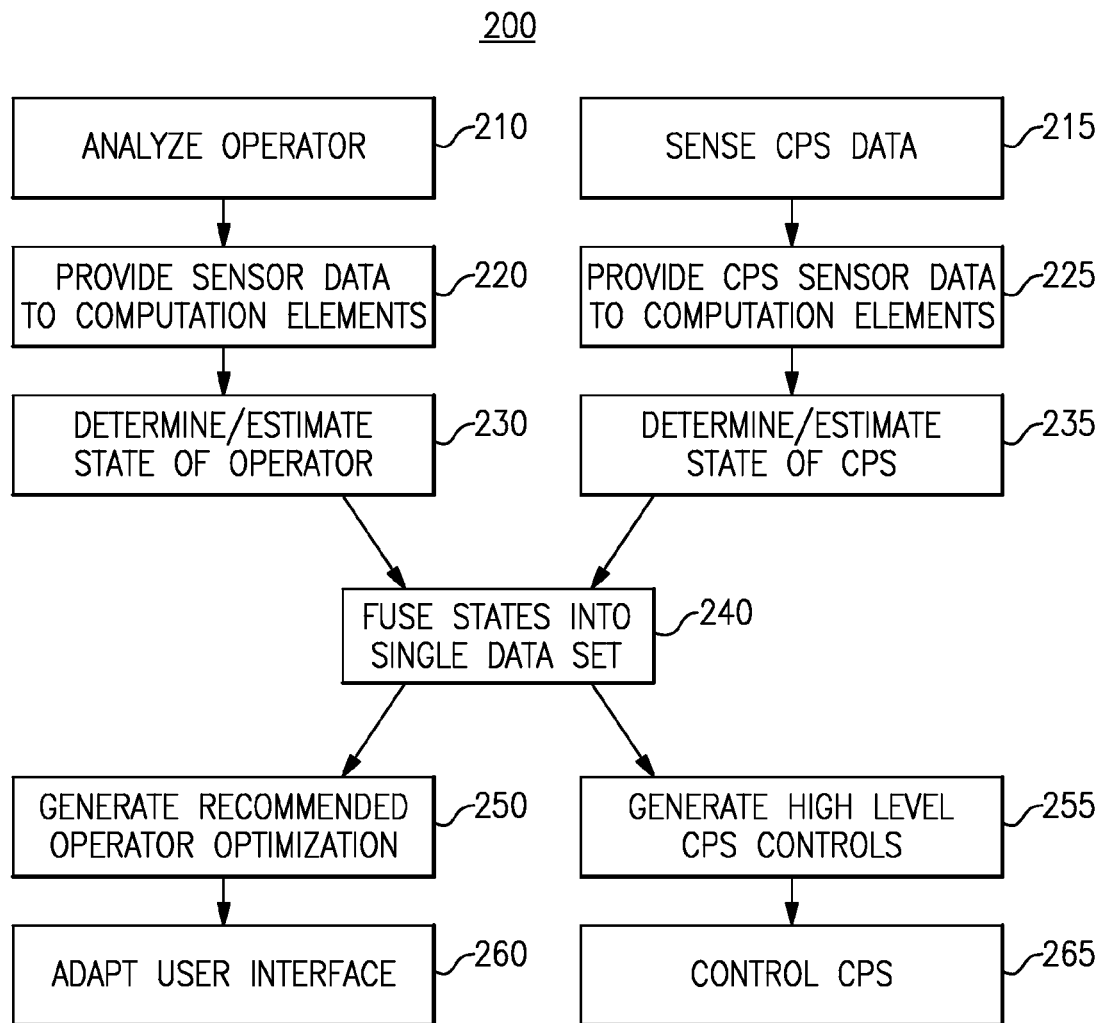 200
ANALYZE OPERATOR
210
SENSE CPS DATA
215
PROVIDE SENSOR DATA
TO COMPUTATION ELEMENTS
220
PROVIDE CPS SENSOR DATA
TO COMPUTATION ELEMENTS
225
DETERMINE/ESTIMATE
STATE OF OPERATOR
230
DETERMINE/ESTIMATE
STATE OF CPS
235
FUSE STATES INTO
SINGLE DATA SET
240
GENERATE RECOMMENDED
OPERATOR OPTIMIZATION
250
GENERATE HIGH LEVEL
CPS CONTROLS
255
ADAPT USER INTERFACE
260
CONTROL CPS
265